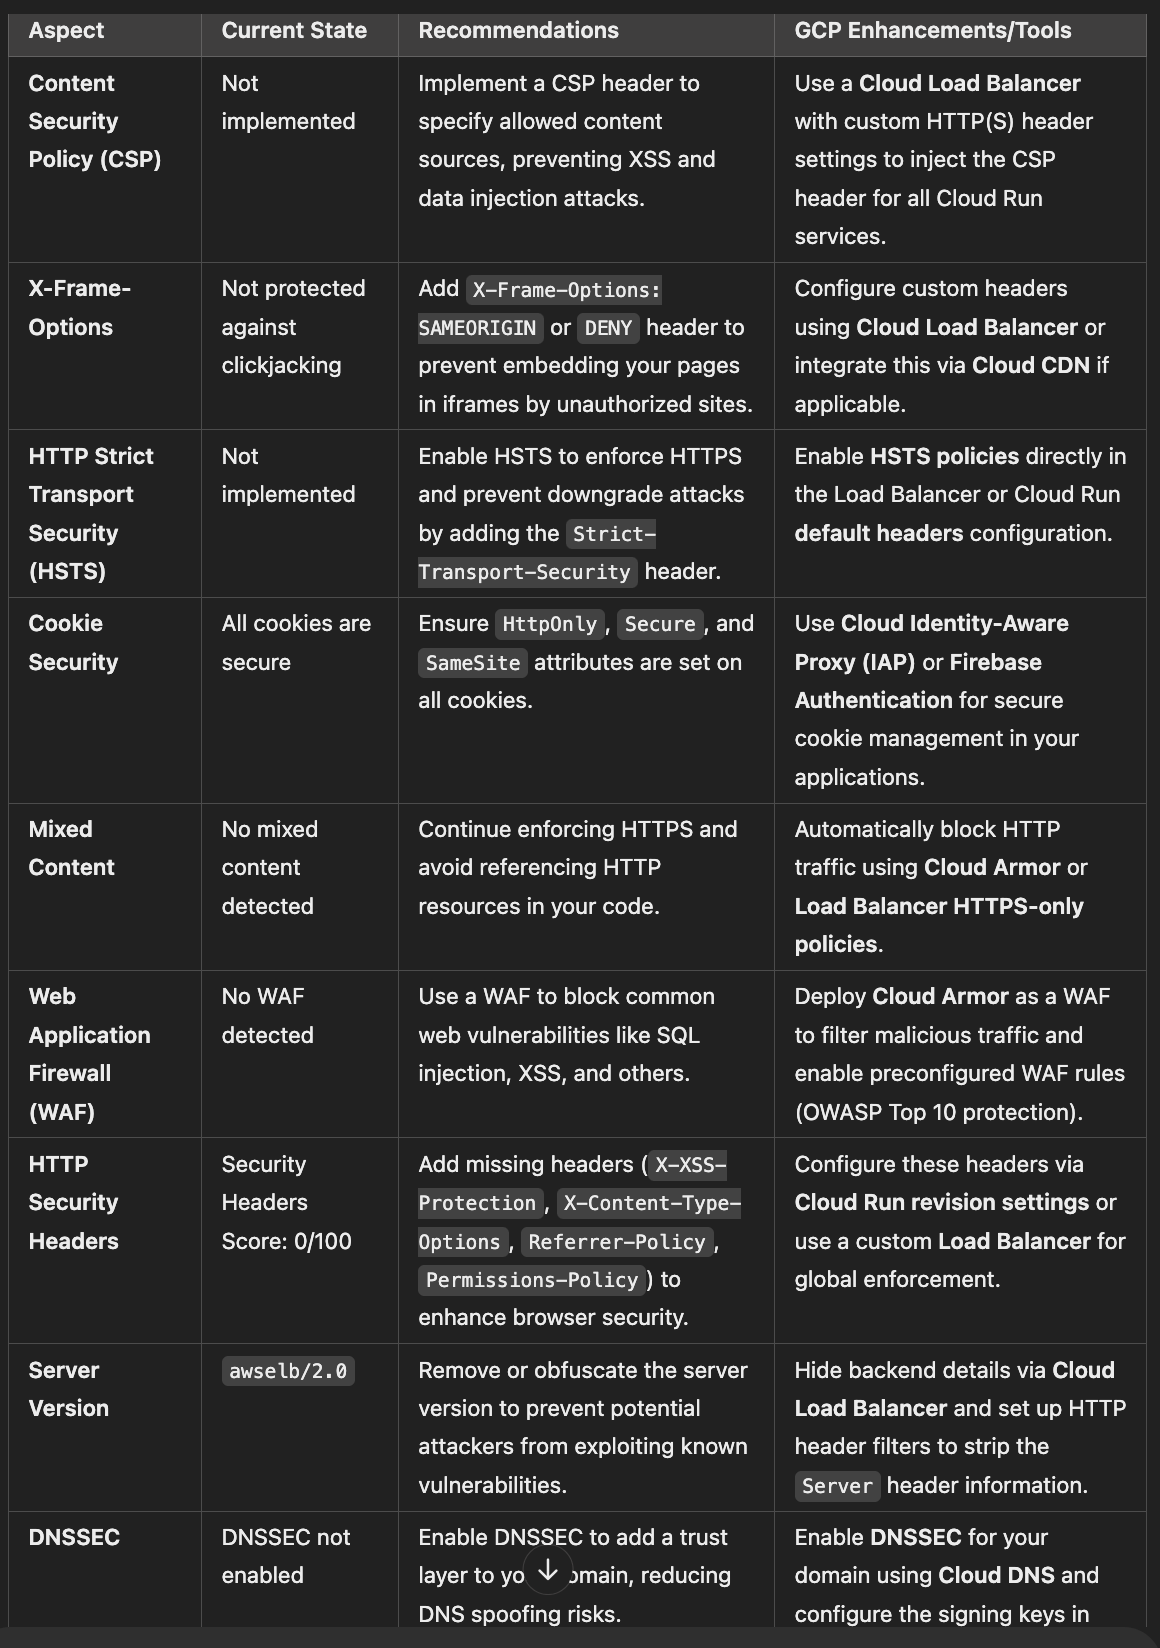 Aspect
Current State
Recommendations
GCP Enhancements/Tools
Content
Security
Policy (CSP)
Not
implemented
Implement a CSP header to
specify allowed content
sources, preventing XSS and
data injection attacks.
Use a Cloud Load Balancer
with custom HTTP(S) header
settings to inject the CSP
header for all Cloud Run
services.
X-Frame-
Options
Not protected
against
clickjacking
Add X-Frame-Options:
SAMEORIGIN or DENY header to
prevent embedding your pages
in iframes by unauthorized sites.
Configure custom headers
using Cloud Load Balancer or
integrate this via Cloud CDN if
applicable.
HTTP Strict
Transport
Security
(HSTS)
Not
implemented
Enable HSTS to enforce HTTPS
and prevent downgrade attacks
by adding the Strict-
Transport-Security header.
Enable HSTS policies directly in
the Load Balancer or Cloud Run
default headers configuration.
Cookie
Security
All cookies are
secure
Ensure HttpOnly, Secure, and
SameSite attributes are set on
all cookies.
Use Cloud Identity-Aware
Proxy (IAP) or Firebase
Authentication for secure
cookie management in your
applications.
Mixed
Content
No mixed
content
detected
Continue enforcing HTTPS and
avoid referencing HTTP
resources in your code.
Automatically block HTTP
traffic using Cloud Armor or
Load Balancer HTTPS-only
policies.
Web
Application
Firewall
(WAF)
No WAF
detected
Use a WAF to block common
web vulnerabilities like SQL
injection, XSS, and others.
Deploy Cloud Armor as a WAF
to filter malicious traffic and
enable preconfigured WAF rules
(OWASP Top 10 protection).
HTTP
Security
Headers
Security
Headers
Score: 0/100
Add missing headers (X-XSS-
Protection, X-Content-Type-
Options, Referrer-Policy,
Permissions-Policy) to
enhance browser security.
Configure these headers via
Cloud Run revision settings or
use a custom Load Balancer for
global enforcement.
Server
Version
awselb/2.0
Remove or obfuscate the server
version to prevent potential
attackers from exploiting known
vulnerabilities.
Hide backend details via Cloud
Load Balancer and set up HTTP
header filters to strip the
Server header information.
DNSSEC
DNSSEC not
enabled
Enable DNSSEC to add a trust
layer to reducing
DNS spoofing risks.
Enable DNSSEC for your
domain using Cloud DNS and
configure the signing keys in